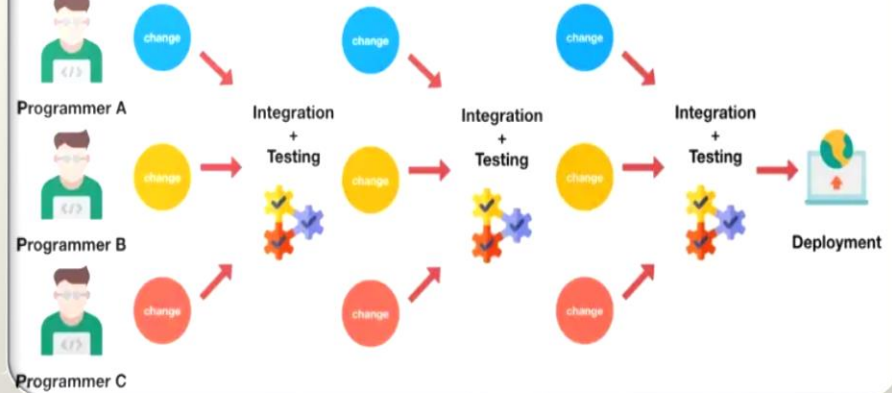 change
change
change
</>
Programmer A
Integration
+
Testing
Integration
+
Testing
Integration
+
Testing
change
change
change
</>
Programmer B
Deployment
change
change
change
</>
Programmer C